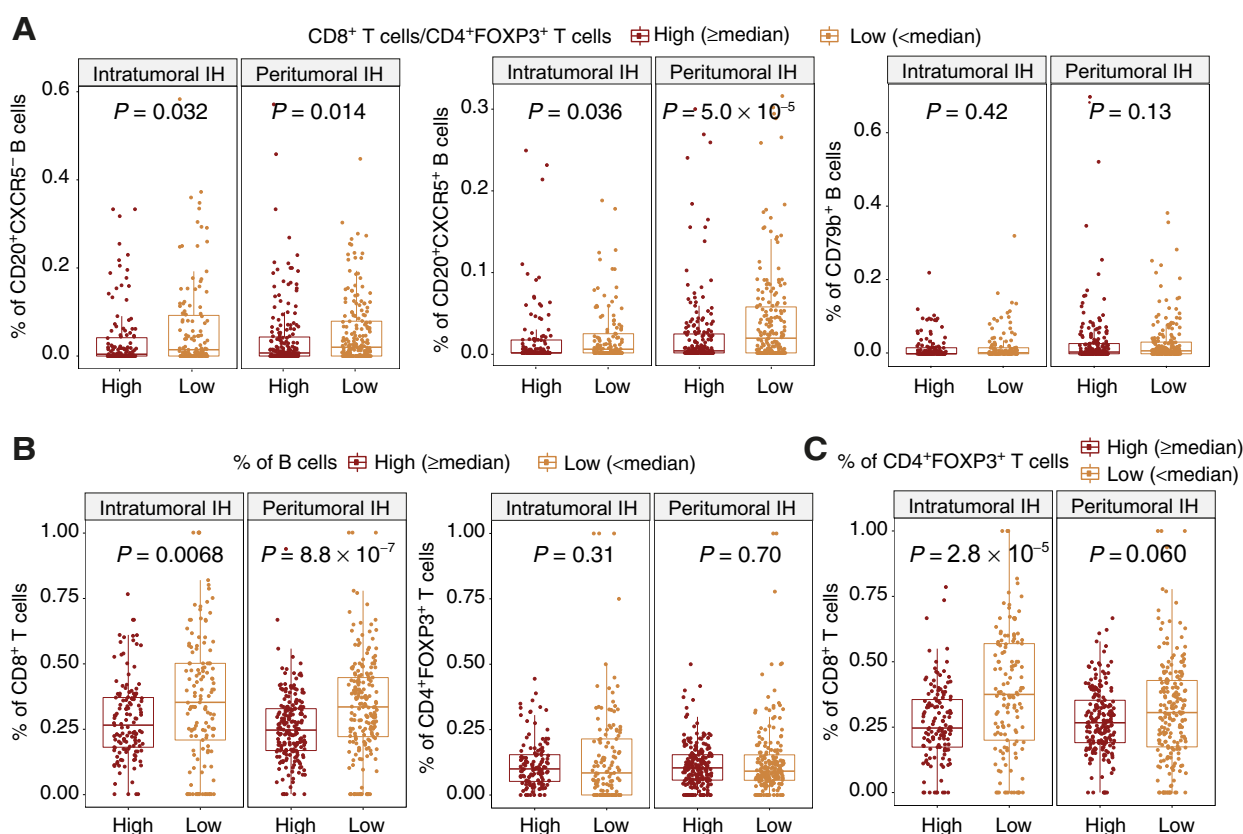 A
CD8⁺ T cells/CD4⁺FOXP3⁺ T cells High (≥median) Low (<median)
Intratumoral IH Peritumoral IH
P = 0.032 P = 0.014
% of CD20⁺CXCR5⁻ B cells
0.6
0.4
0.2
0.0
High Low High Low
Intratumoral IH Peritumoral IH
P = 0.036 P = 5.0 × 10⁻⁵
% of CD20⁺CXCR5⁺ B cells
0.3
0.2
0.1
0.0
High Low High Low
Intratumoral IH Peritumoral IH
P = 0.42 P = 0.13
% of CD79b⁺ B cells
0.6
0.4
0.2
0.0
High Low High Low
B
% of B cells High (≥median) Low (<median)
Intratumoral IH Peritumoral IH
P = 0.0068 P = 8.8 × 10⁻⁷
% of CD8⁺ T cells
1.00
0.75
0.50
0.25
0.00
High Low High Low
Intratumoral IH Peritumoral IH
P = 0.31 P = 0.70
% of CD4⁺FOXP3⁺ T cells
1.00
0.75
0.50
0.25
0.00
High Low High Low
C
% of CD4⁺FOXP3⁺ T cells High (≥median)
Low (<median)
Intratumoral IH Peritumoral IH
P = 2.8 × 10⁻⁵ P = 0.060
% of CD8⁺ T cells
1.00
0.75
0.50
0.25
0.00
High Low High Low